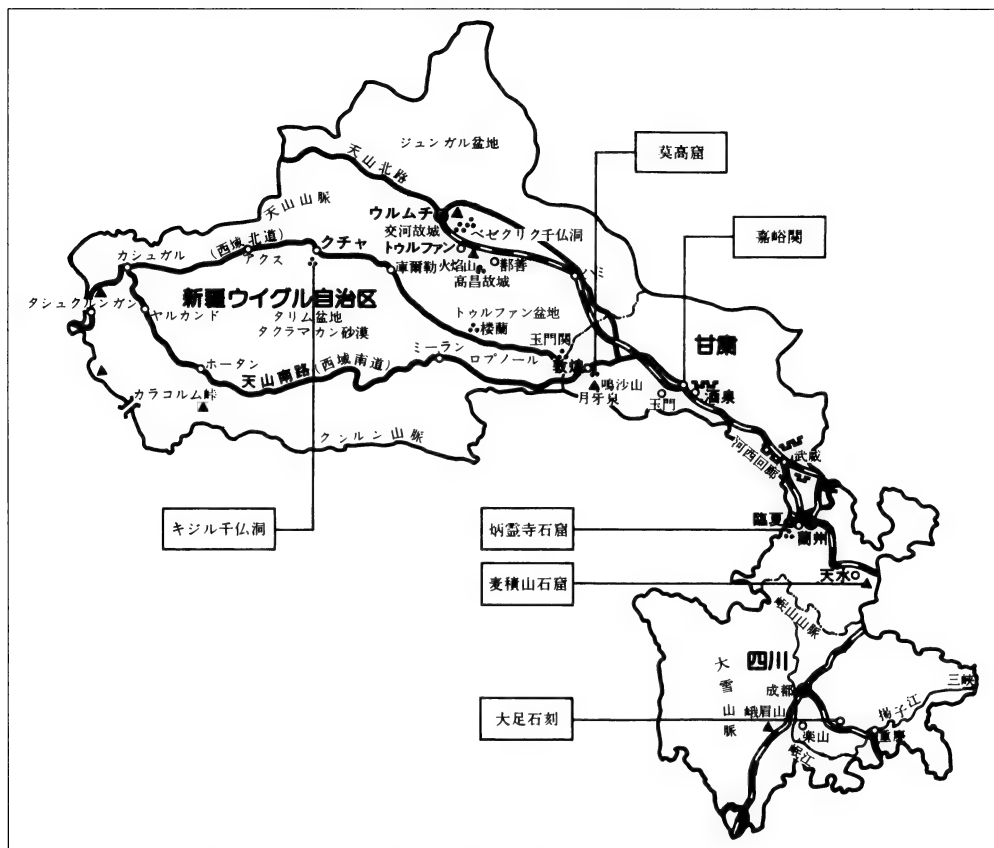 ジュンガル盆地
莫高窟
天山北路
天山山脈
ウルムチ
交河故城
ベゼクリク千仏洞
嘉峪関
(西域北道)
クチャ
トゥルファン
カシュガル
アクス
庫爾勒
火焰山
鄯善
高昌故城
ハミ
新疆ウイグル自治区
タシュクルンガン
ヤルカンド
タリム盆地
タクラマカン砂漠
トゥルファン盆地
楼蘭
玉門関
甘粛
ミーラン
ロプノール
敦煌
ホータン
天山南路(西域南道)
鳴沙山
月牙泉
玉門
酒泉
カラコルム峠
クンルン山脈
河西回廊
武蔵
キジル千仏洞
炳霊寺石窟
臨夏
蘭州
麦積山石窟
天水
岷山山脈
四川
大雪山脈
成都
三峡
揚子江
大足石刻
峨眉山
楽山
重慶
岷江